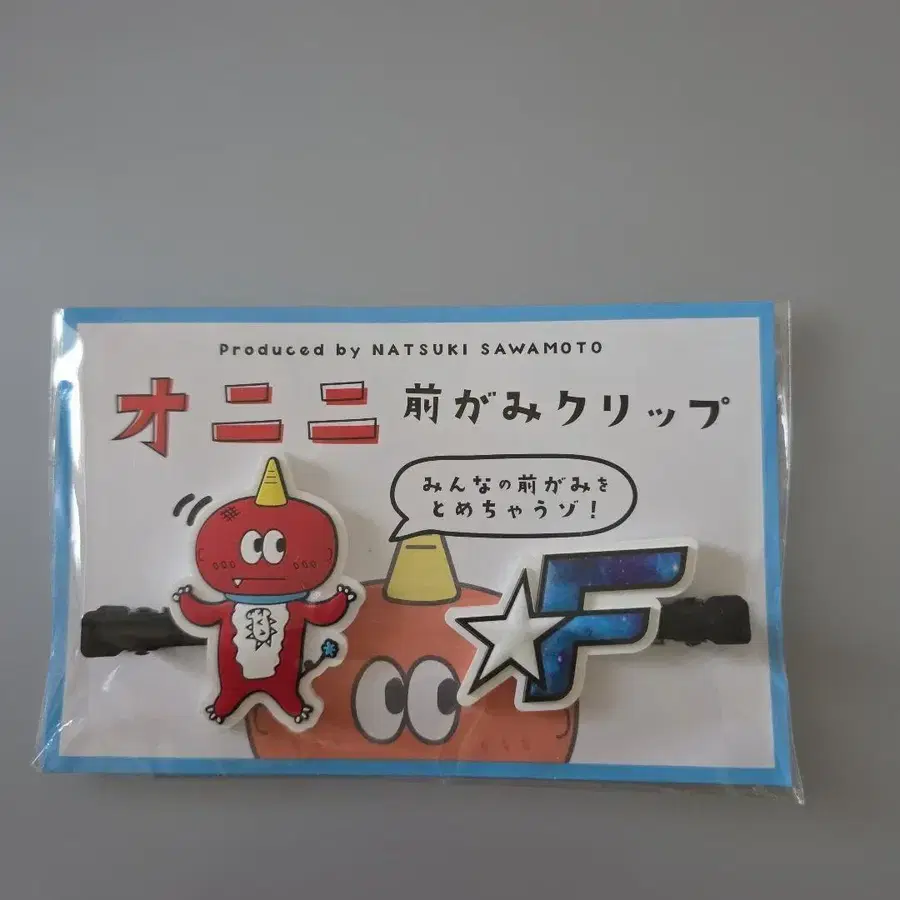 Produced by NATSUKI SAWAMOTO
オニニ 前がみクリップ
みんなの前がみを
とめちゃうゾ！
F